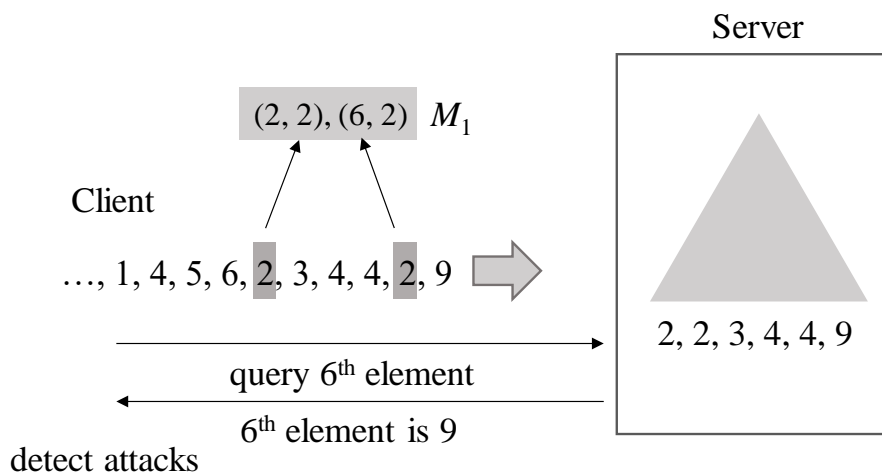 Server
(2, 2), (6, 2) M₁
Client
…, 1, 4, 5, 6, 2, 3, 4, 4, 2, 9
2, 2, 3, 4, 4, 9
query 6ᵗʰ element
6ᵗʰ element is 9
detect attacks